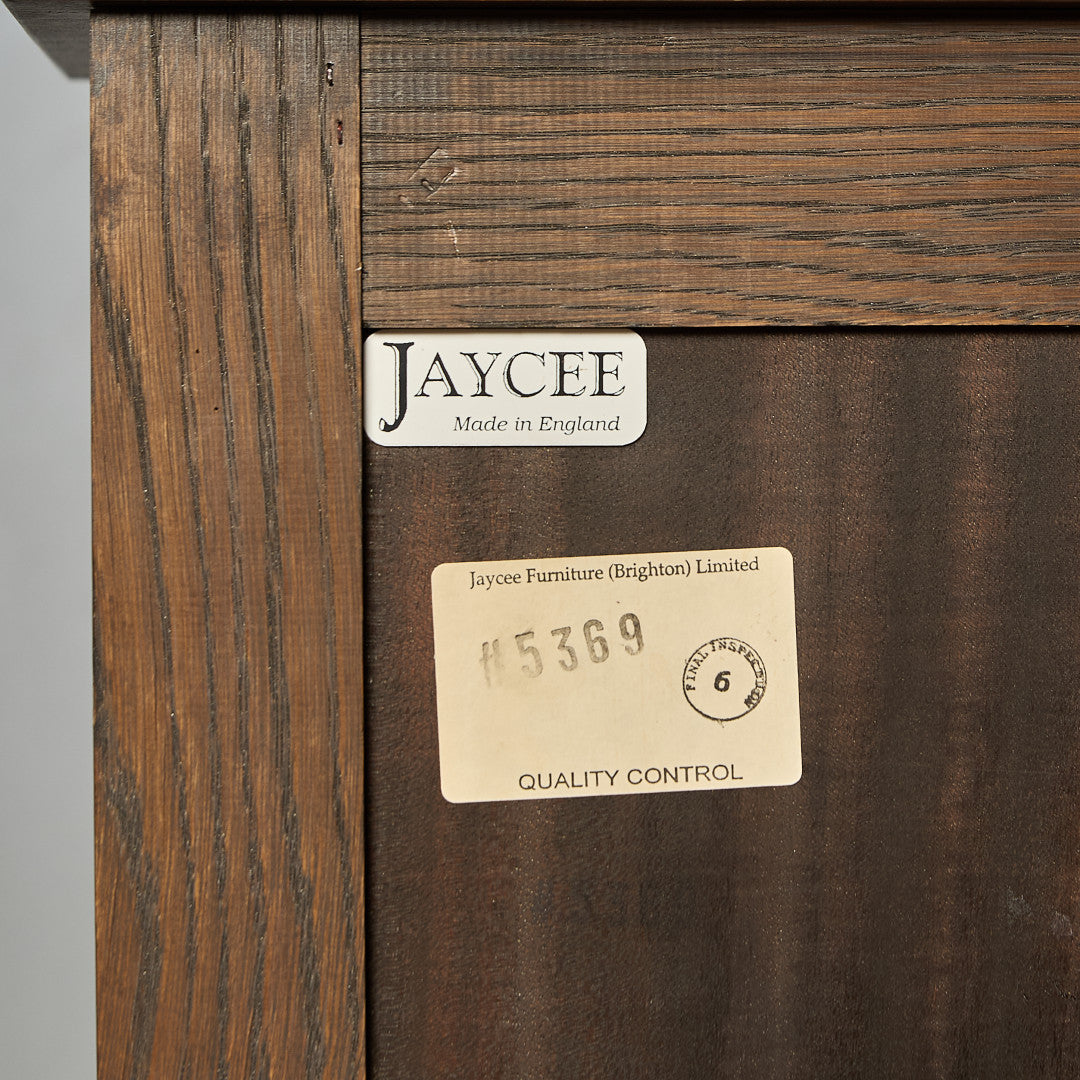 JAYCEE
Made in England
Jaycee Furniture (Brighton) Limited
#5369
FINAL INSPECTION
6
QUALITY CONTROL